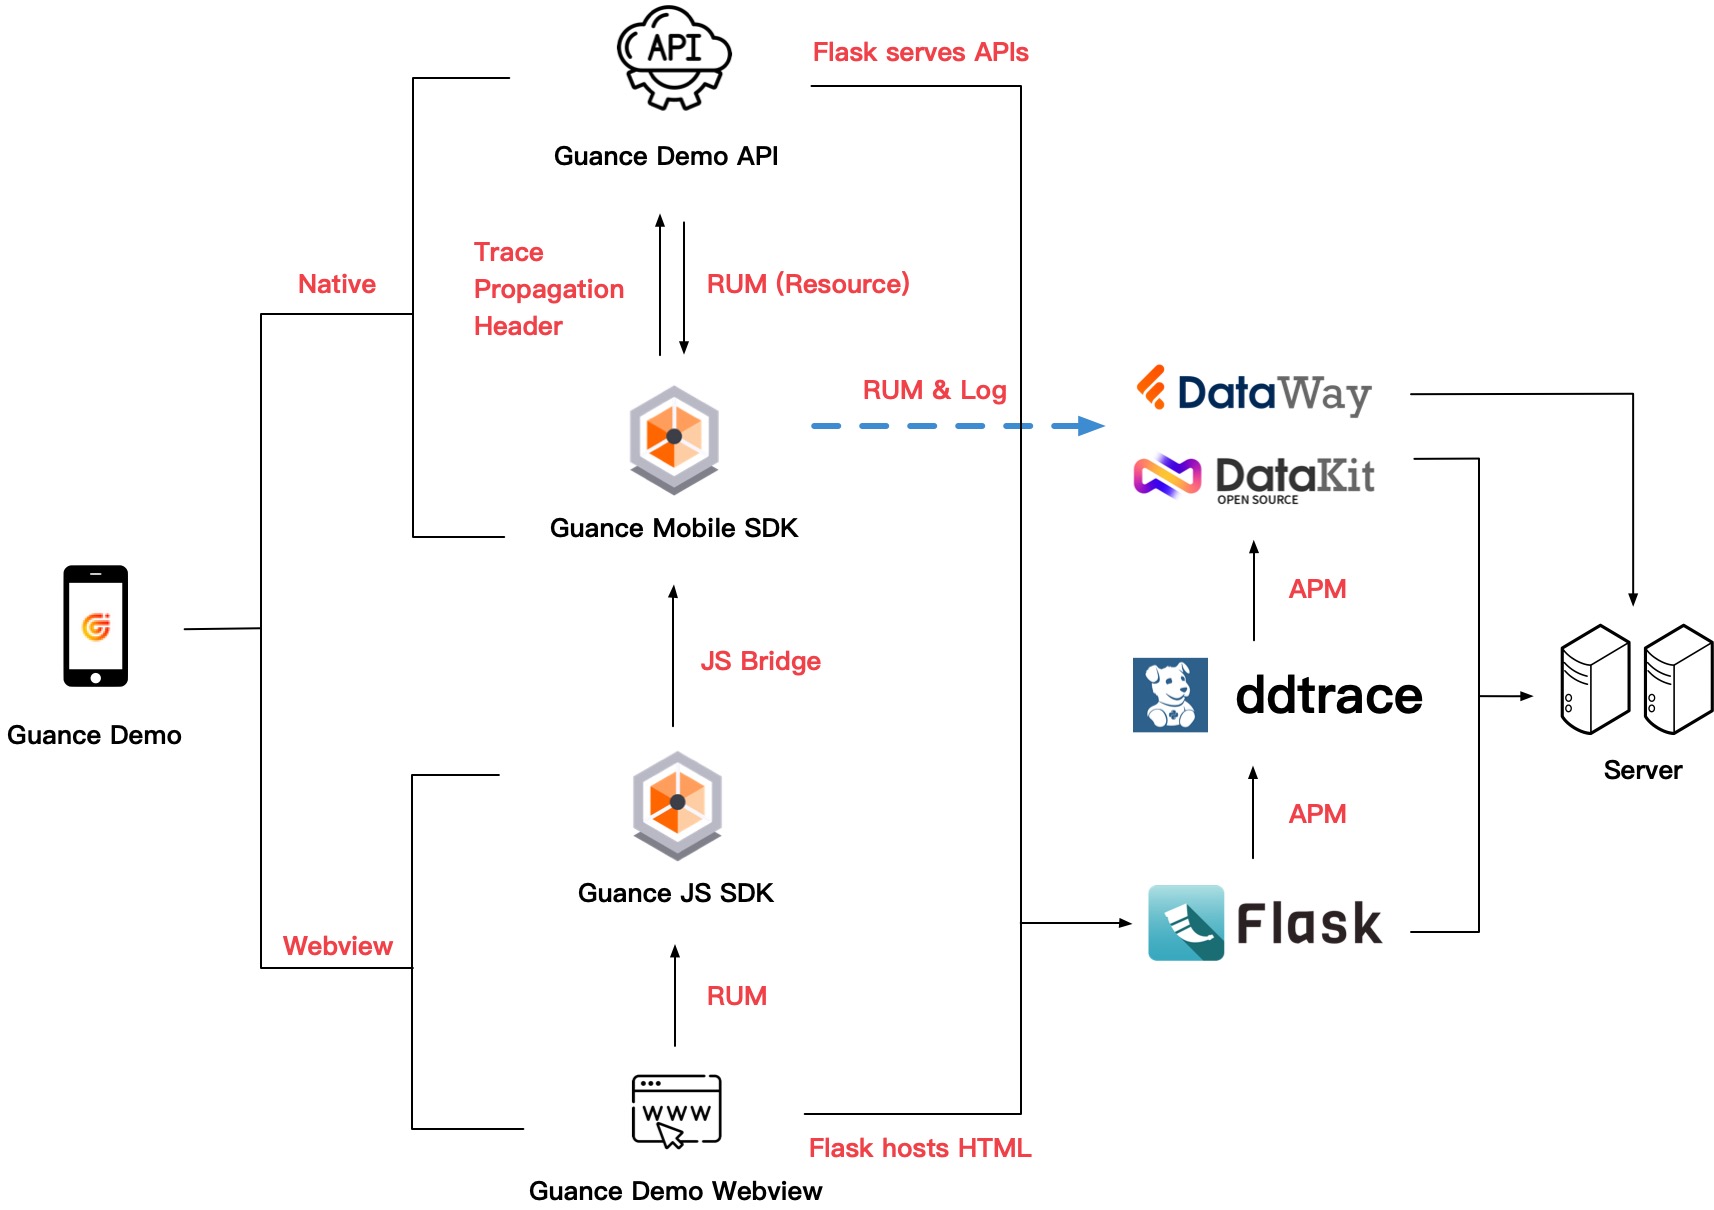 API
Flask serves APIs
Guance Demo API
Trace
Propagation
Header
RUM (Resource)
Native
RUM & Log
DataWay
DataKit
OPEN SOURCE
Guance Mobile SDK
APM
JS Bridge
ddtrace
Guance Demo
Server
APM
Guance JS SDK
Flask
Webview
RUM
WWW
Flask hosts HTML
Guance Demo Webview